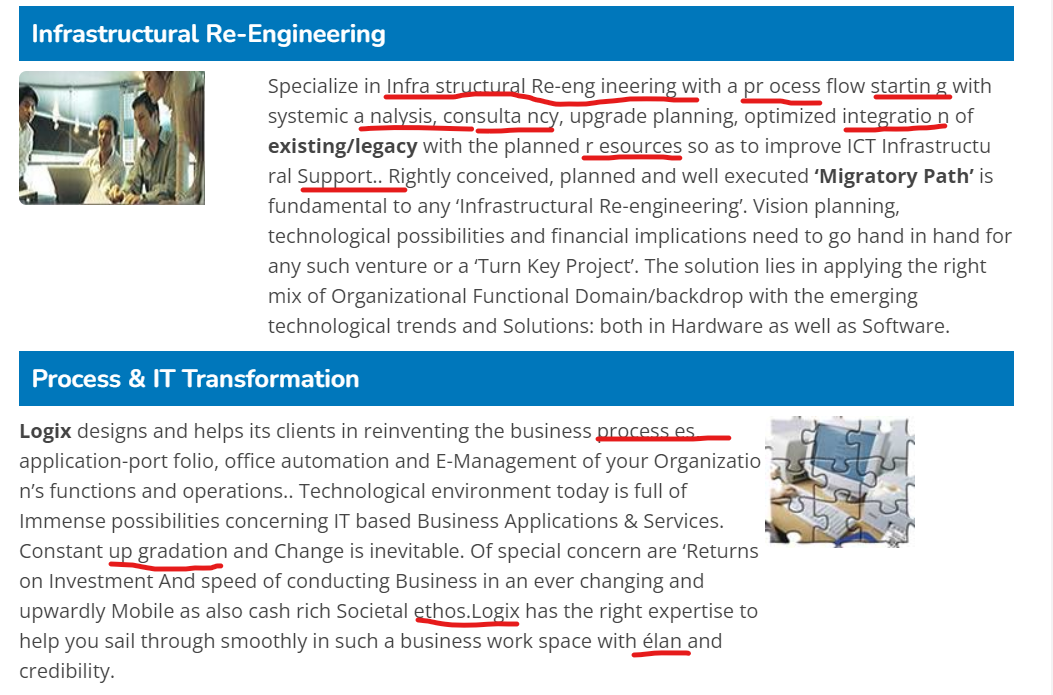 Infrastructural Re-Engineering
Specialize in Infra structural Re-eng ineering with a pr ocess flow startin g with
systemic a nalysis, consulta ncy, upgrade planning, optimized integratio n of
existing/legacy with the planned r esources so as to improve ICT Infrastructu
ral Support.. Rightly conceived, planned and well executed ‘Migratory Path’ is
fundamental to any ‘Infrastructural Re-engineering’. Vision planning,
technological possibilities and financial implications need to go hand in hand for
any such venture or a ‘Turn Key Project’. The solution lies in applying the right
mix of Organizational Functional Domain/backdrop with the emerging
technological trends and Solutions: both in Hardware as well as Software.
Process & IT Transformation
Logix designs and helps its clients in reinventing the business process es
application-port folio, office automation and E-Management of your Organizatio
n’s functions and operations.. Technological environment today is full of
Immense possibilities concerning IT based Business Applications & Services.
Constant up gradation and Change is inevitable. Of special concern are ‘Returns
on Investment And speed of conducting Business in an ever changing and
upwardly Mobile as also cash rich Societal ethos.Logix has the right expertise to
help you sail through smoothly in such a business work space with élan and
credibility.